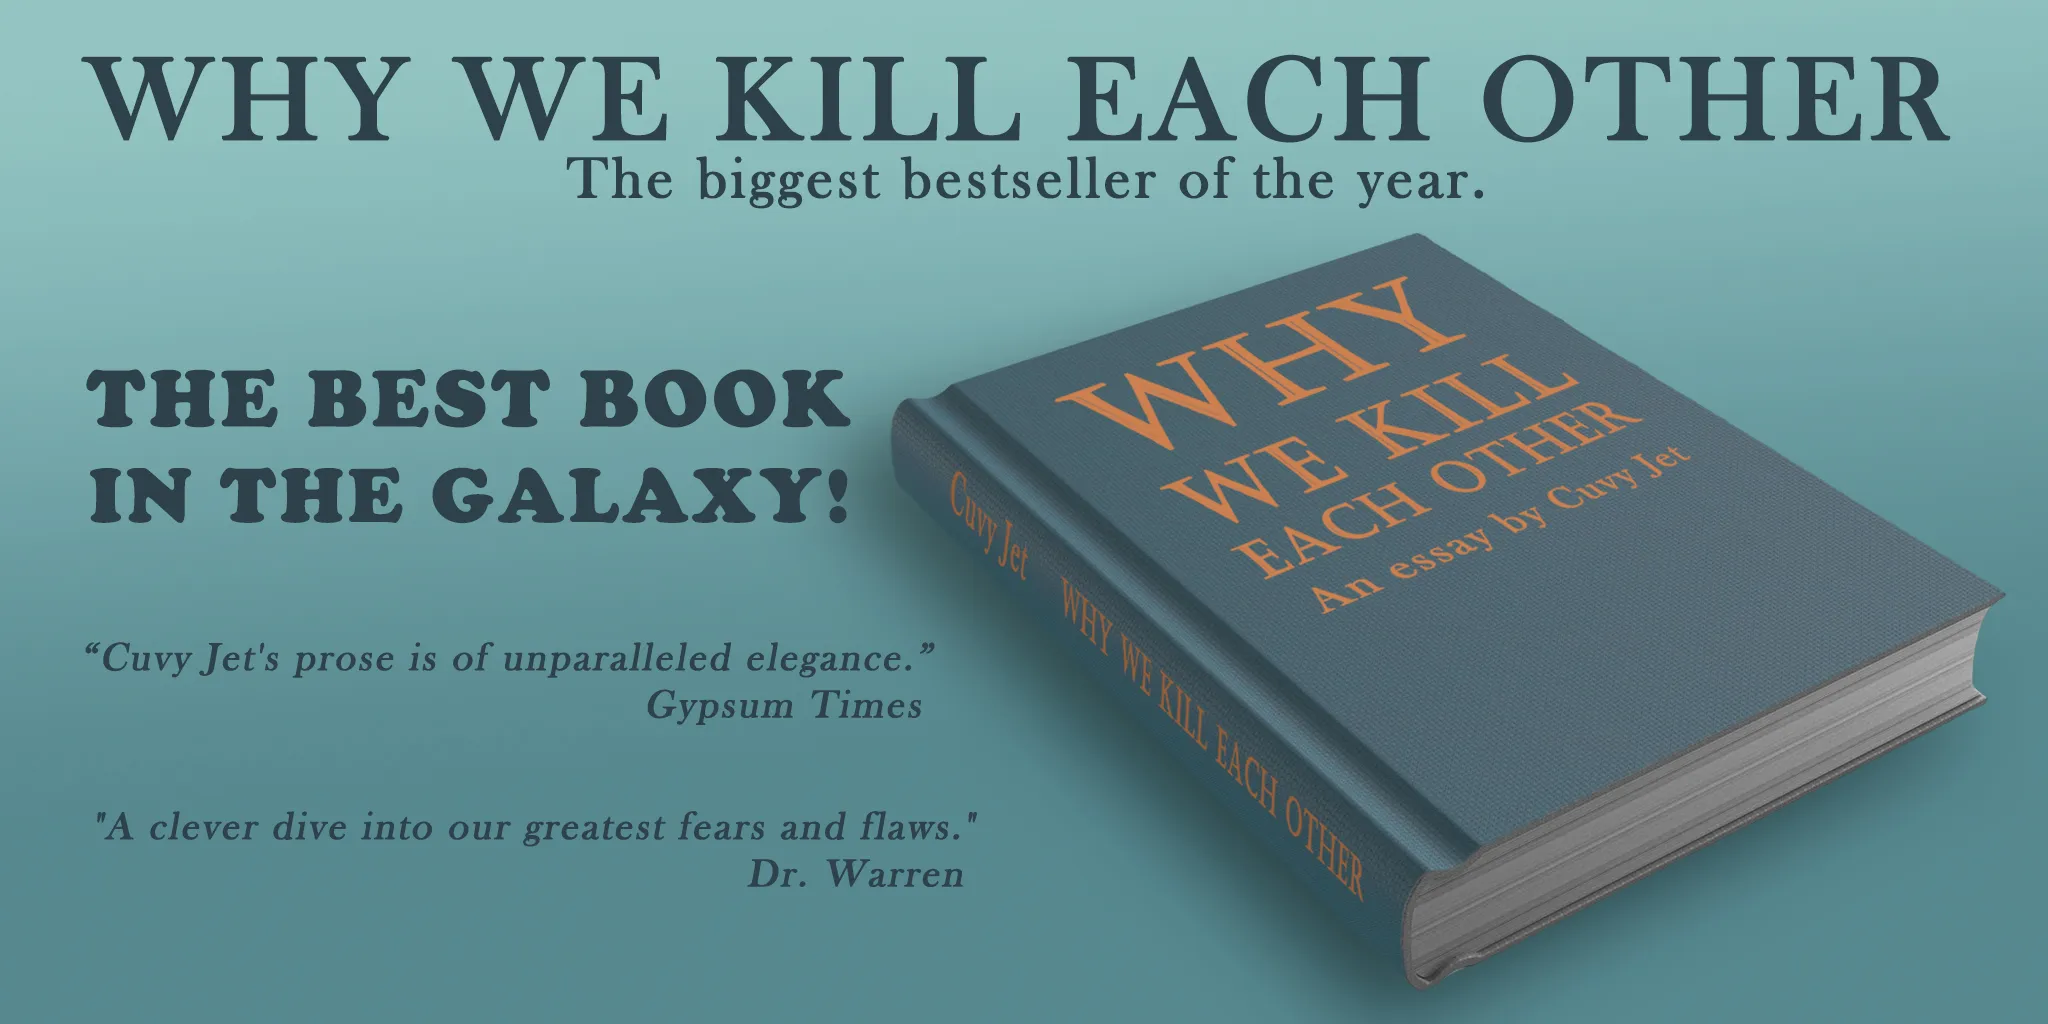 WHY WE KILL EACH OTHER
The biggest bestseller of the year.
THE BEST BOOK
IN THE GALAXY!
“Cuvy Jet's prose is of unparalleled elegance.”
Gypsum Times
"A clever dive into our greatest fears and flaws."
Dr. Warren
WHY
WE KILL
EACH OTHER
An essay by Cuvy Jet
Cuvy Jet WHY WE KILL EACH OTHER